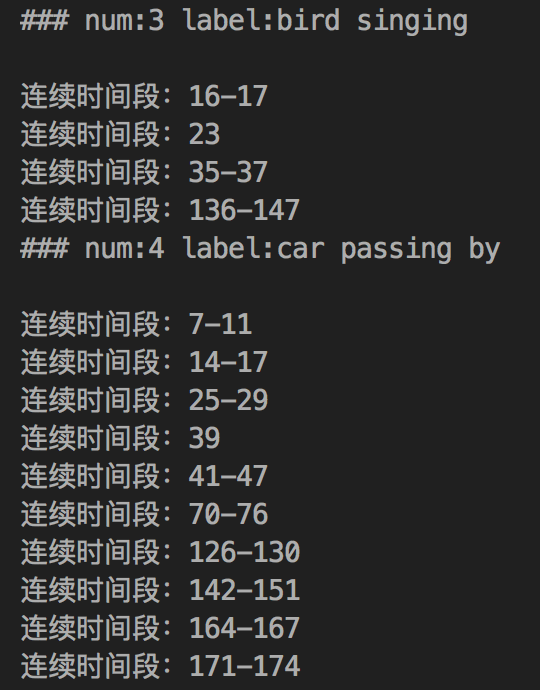 ### num:3 label:bird singing
连续时间段：16-17
连续时间段：23
连续时间段：35-37
连续时间段：136-147
### num:4 label:car passing by
连续时间段：7-11
连续时间段：14-17
连续时间段：25-29
连续时间段：39
连续时间段：41-47
连续时间段：70-76
连续时间段：126-130
连续时间段：142-151
连续时间段：164-167
连续时间段：171-174